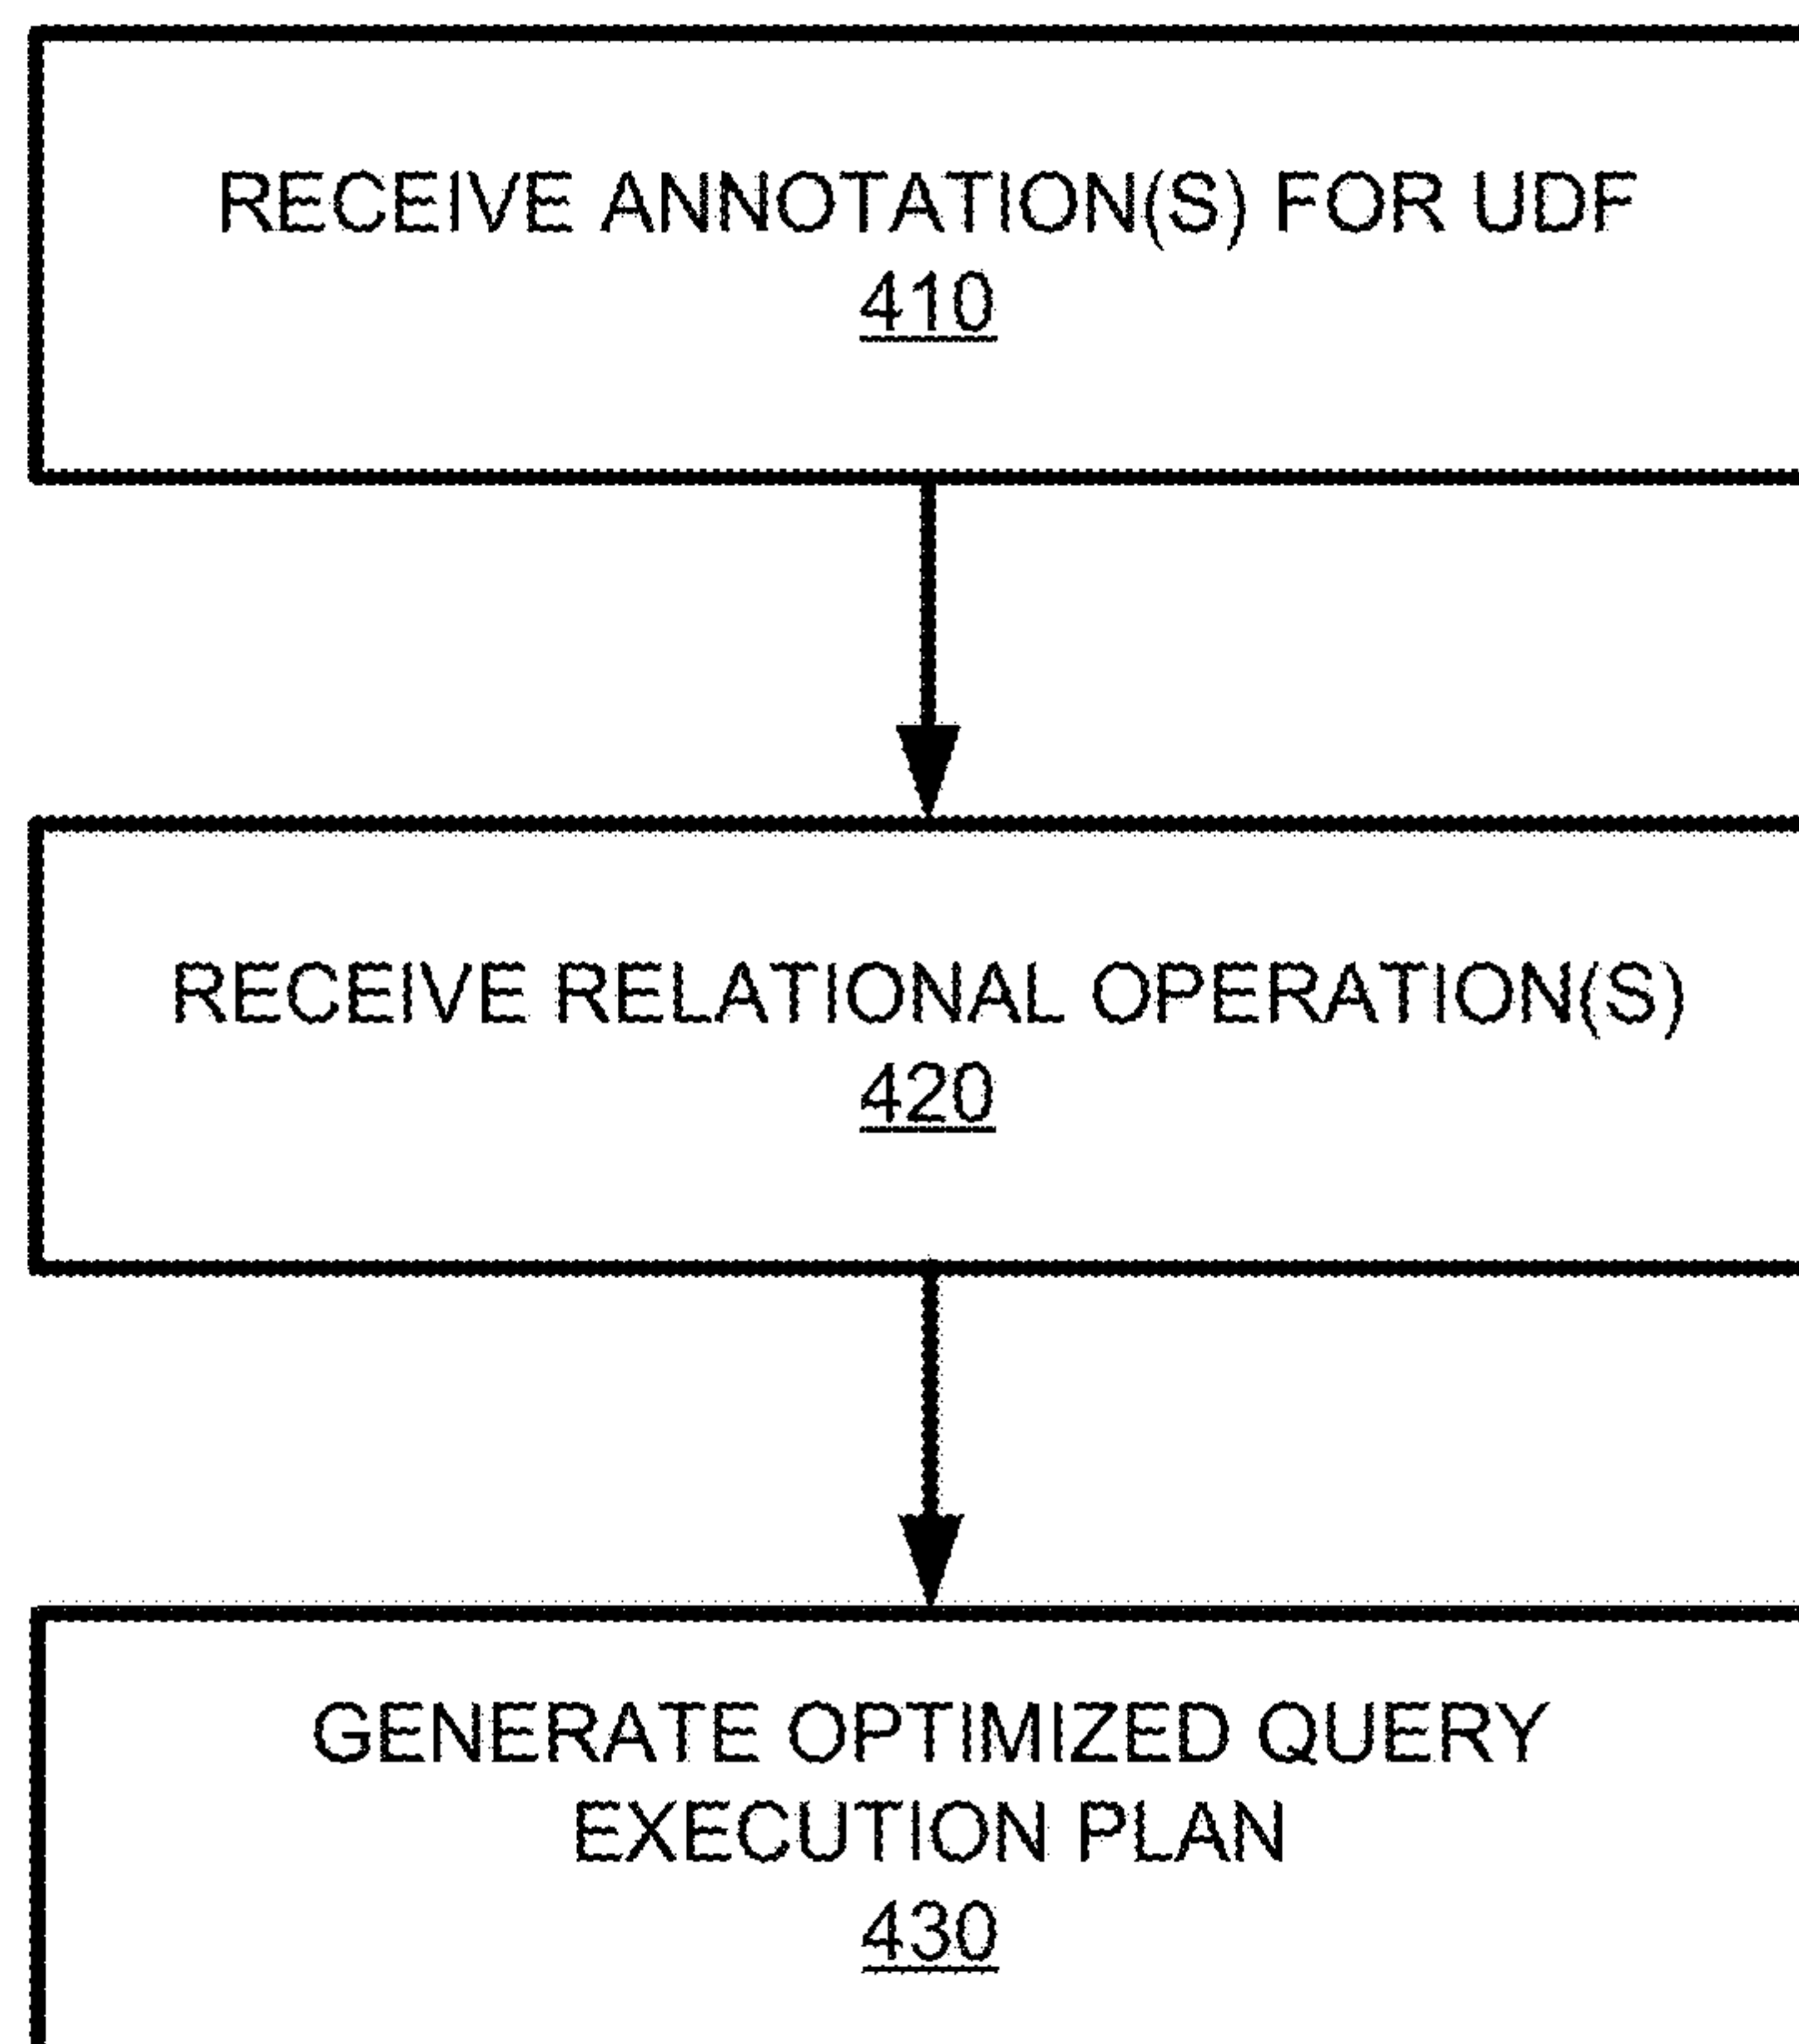 RECEIVE ANNOTATION(S) FOR UDF
410
RECEIVE RELATIONAL OPERATION(S)
420
GENERATE OPTIMIZED QUERY
EXECUTION PLAN
430